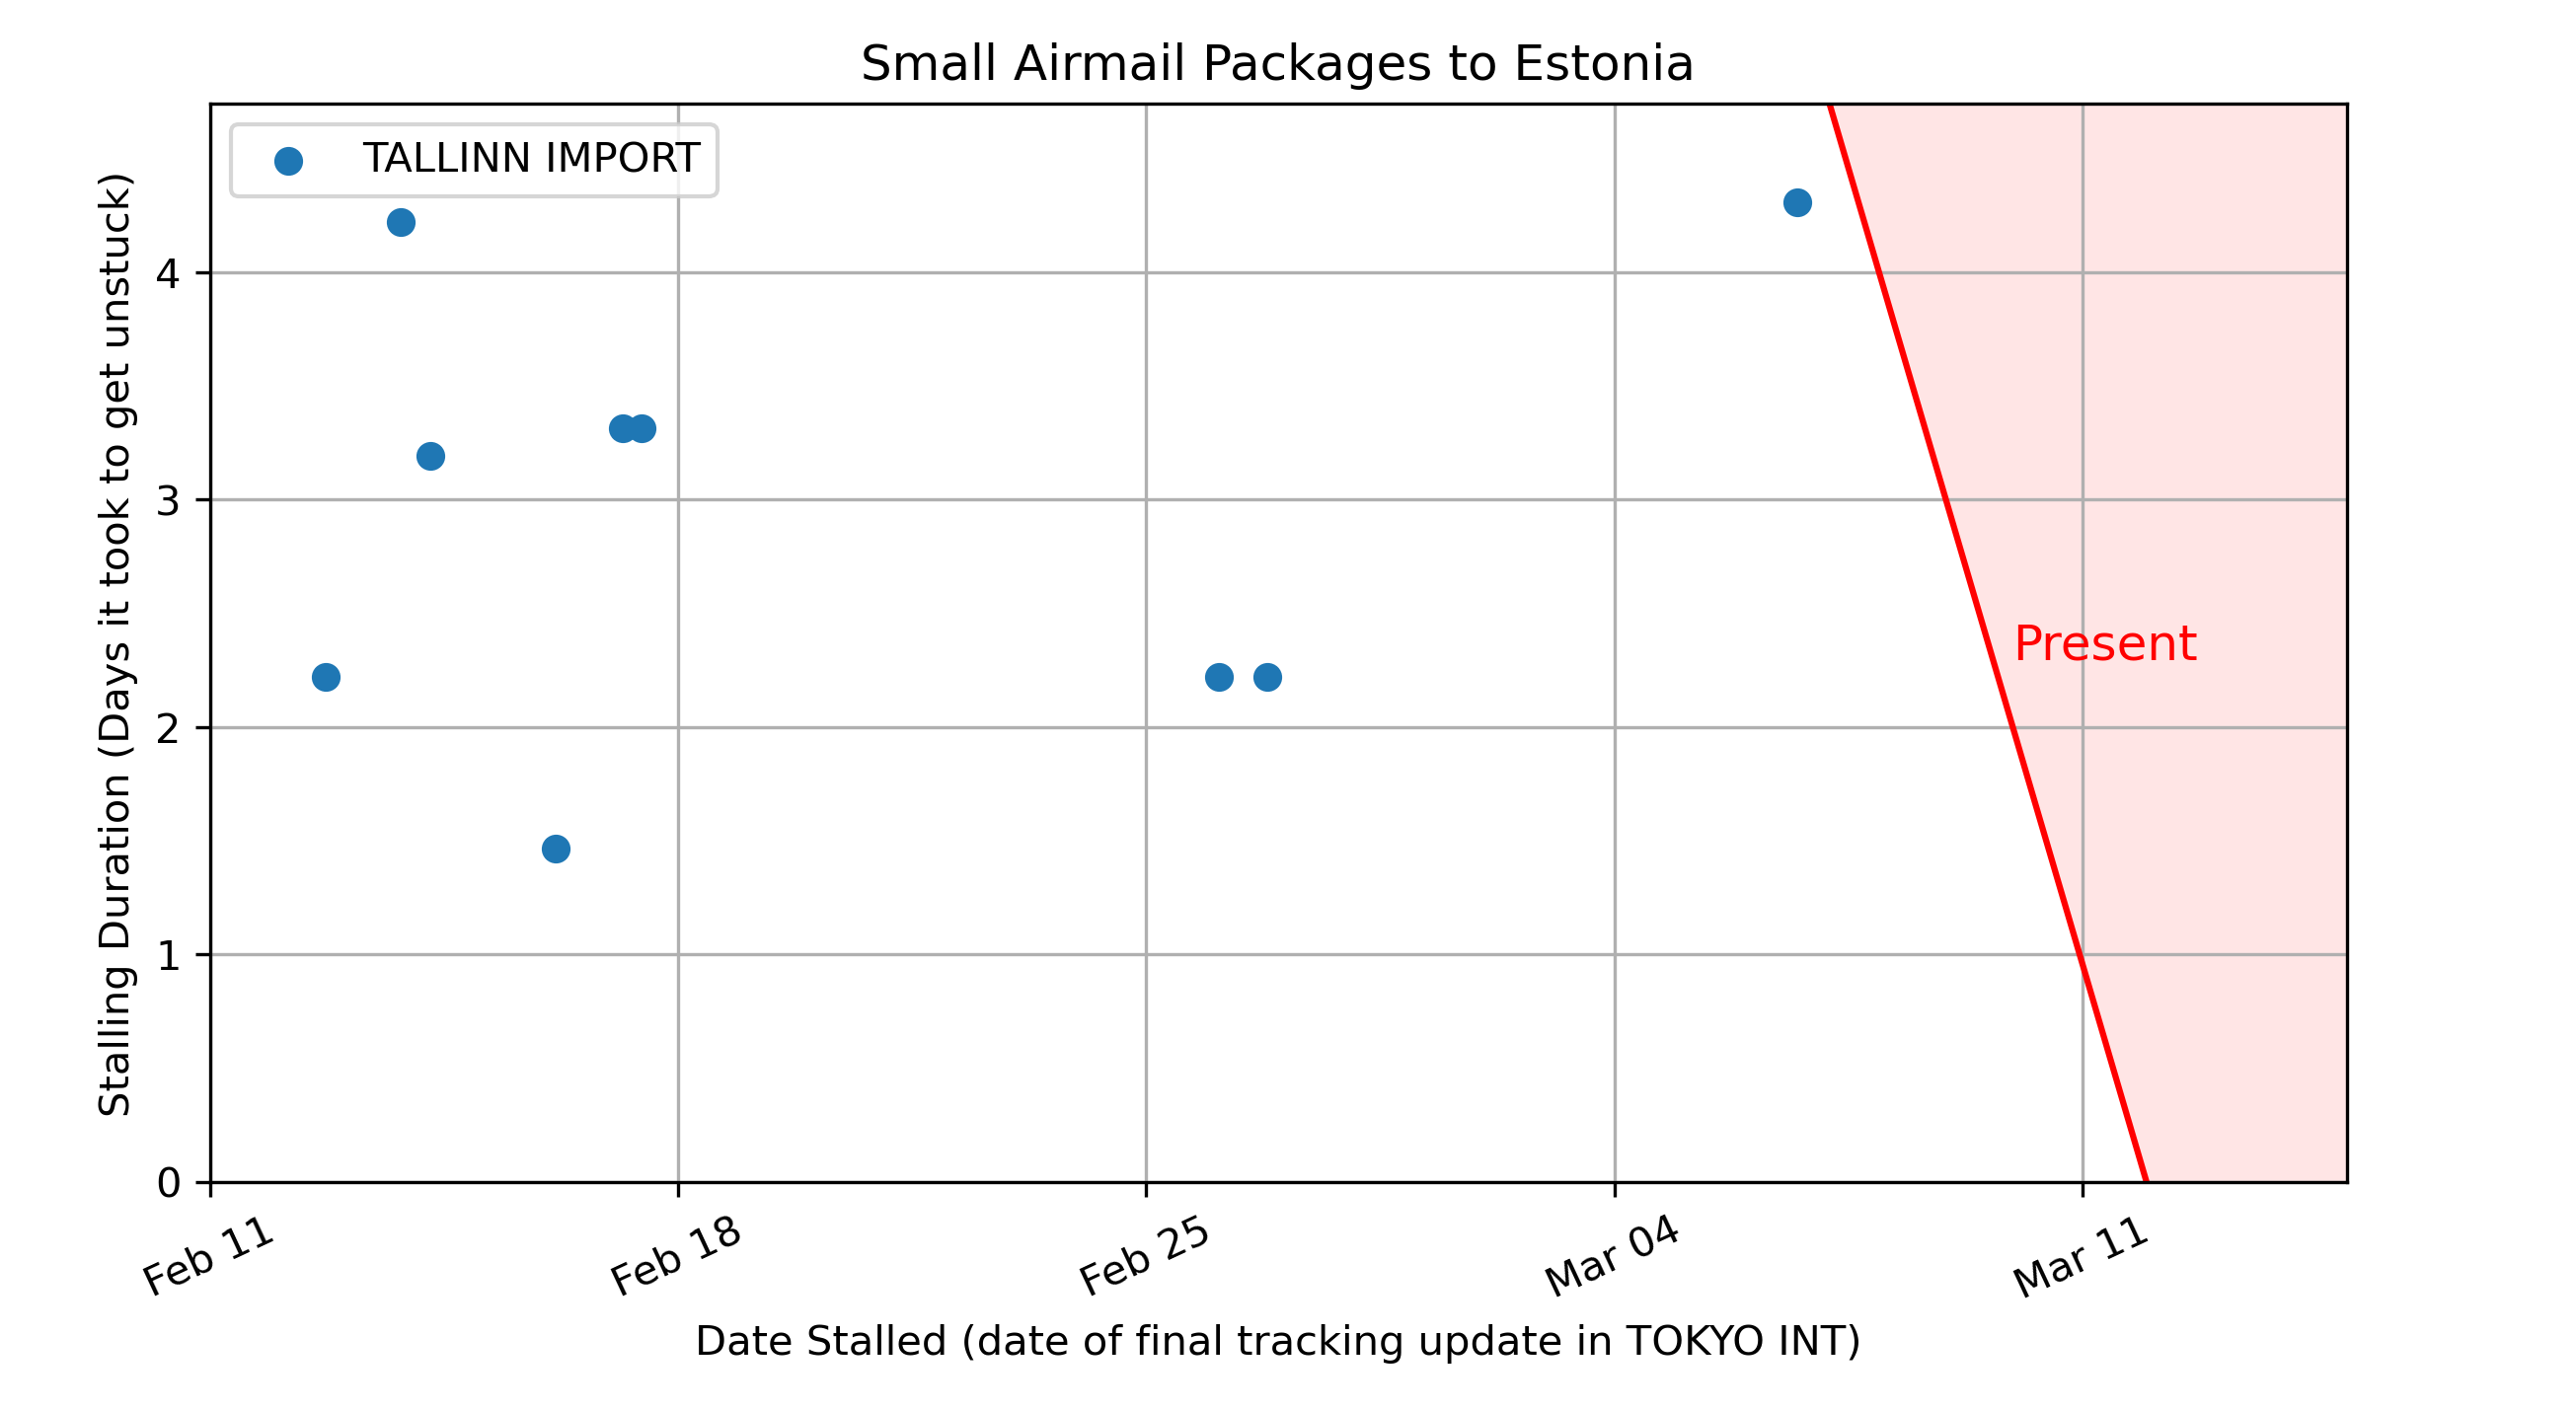 Small Airmail Packages to Estonia
TALLINN IMPORT
Stalling Duration (Days it took to get unstuck)
4
3
2
1
0
Present
Feb 11
Feb 18
Feb 25
Mar 04
Mar 11
Date Stalled (date of final tracking update in TOKYO INT)